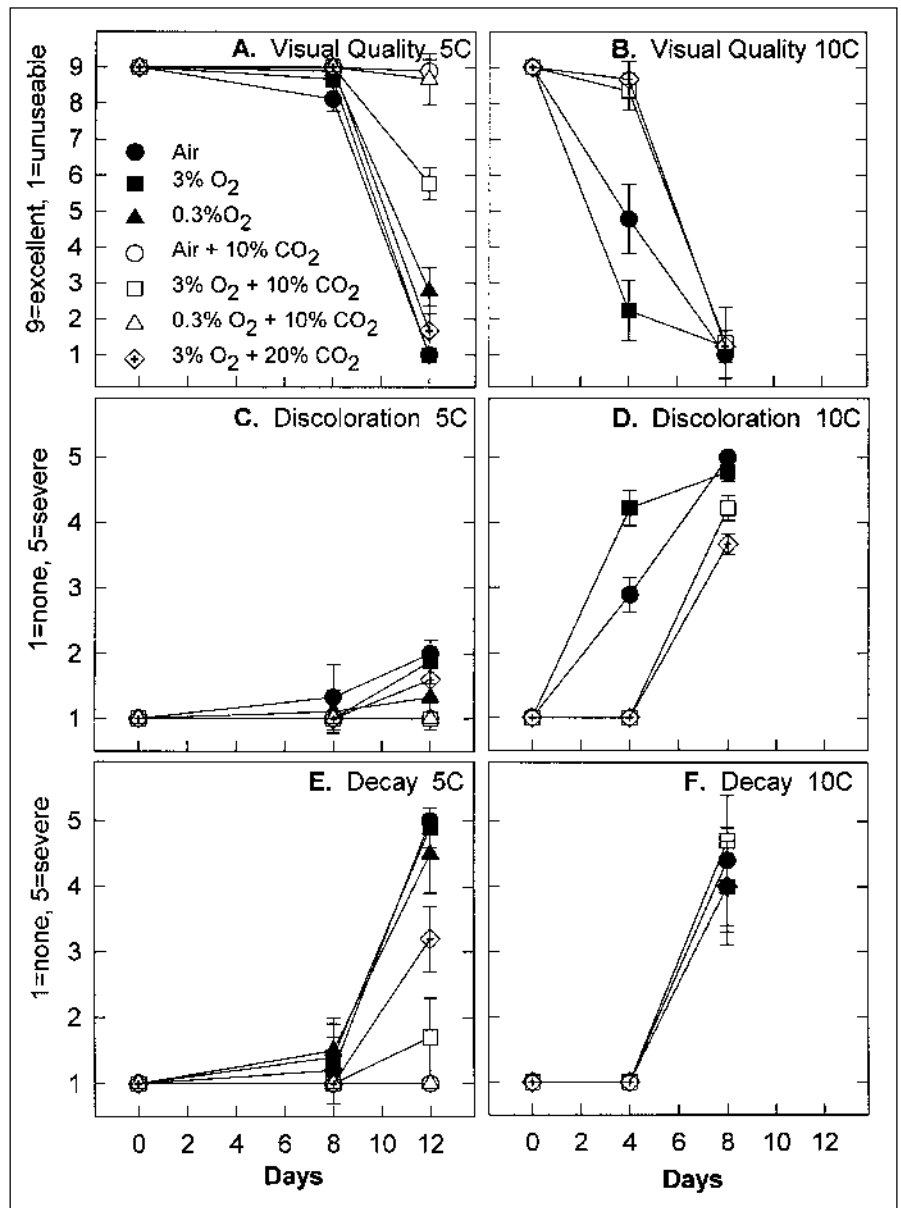 A. Visual Quality 5C
B. Visual Quality 10C
9=excellent, 1=unuseable
9
8
7
6
5
4
3
2
1
Air
3% O2
0.3%O2
Air + 10% CO2
3% O2 + 10% CO2
0.3% O2 + 10% CO2
3% O2 + 20% CO2
C. Discoloration 5C
D. Discoloration 10C
1=none, 5=severe
5
4
3
2
1
E. Decay 5C
F. Decay 10C
1=none, 5=severe
5
4
3
2
1
0 2 4 6 8 10 12
0 2 4 6 8 10 12
Days
Days